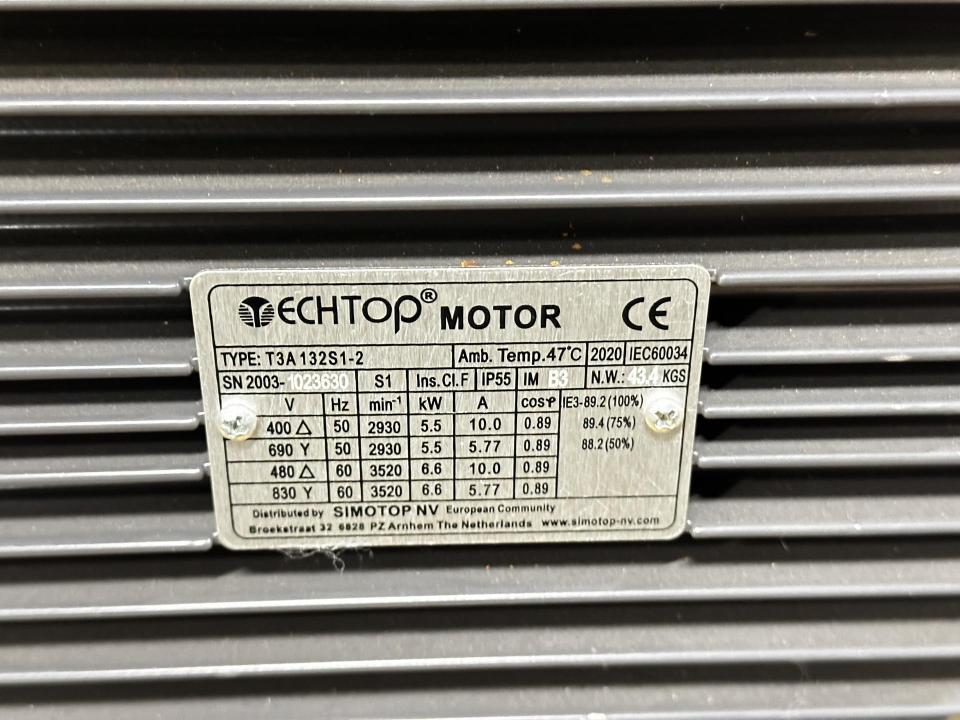 TECHTOP® MOTOR CE
TYPE: T3A 132S1-2 Amb. Temp.47°C 2020 IEC60034
SN 2003-1023630 S1 Ins.Cl.F IP55 IM B3 N.W.: 43.4 KGS
V Hz min⁻¹ kW A cosφ IE3-89.2 (100%)
400 △ 50 2930 5.5 10.0 0.89 89.4 (75%)
690 Y 50 2930 5.5 5.77 0.89 88.2 (50%)
480 △ 60 3520 6.6 10.0 0.89
830 Y 60 3520 6.6 5.77 0.89
Distributed by SIMOTOP NV European Community
Broekstraat 32 6828 PZ Arnhem The Netherlands www.simotop-nv.com